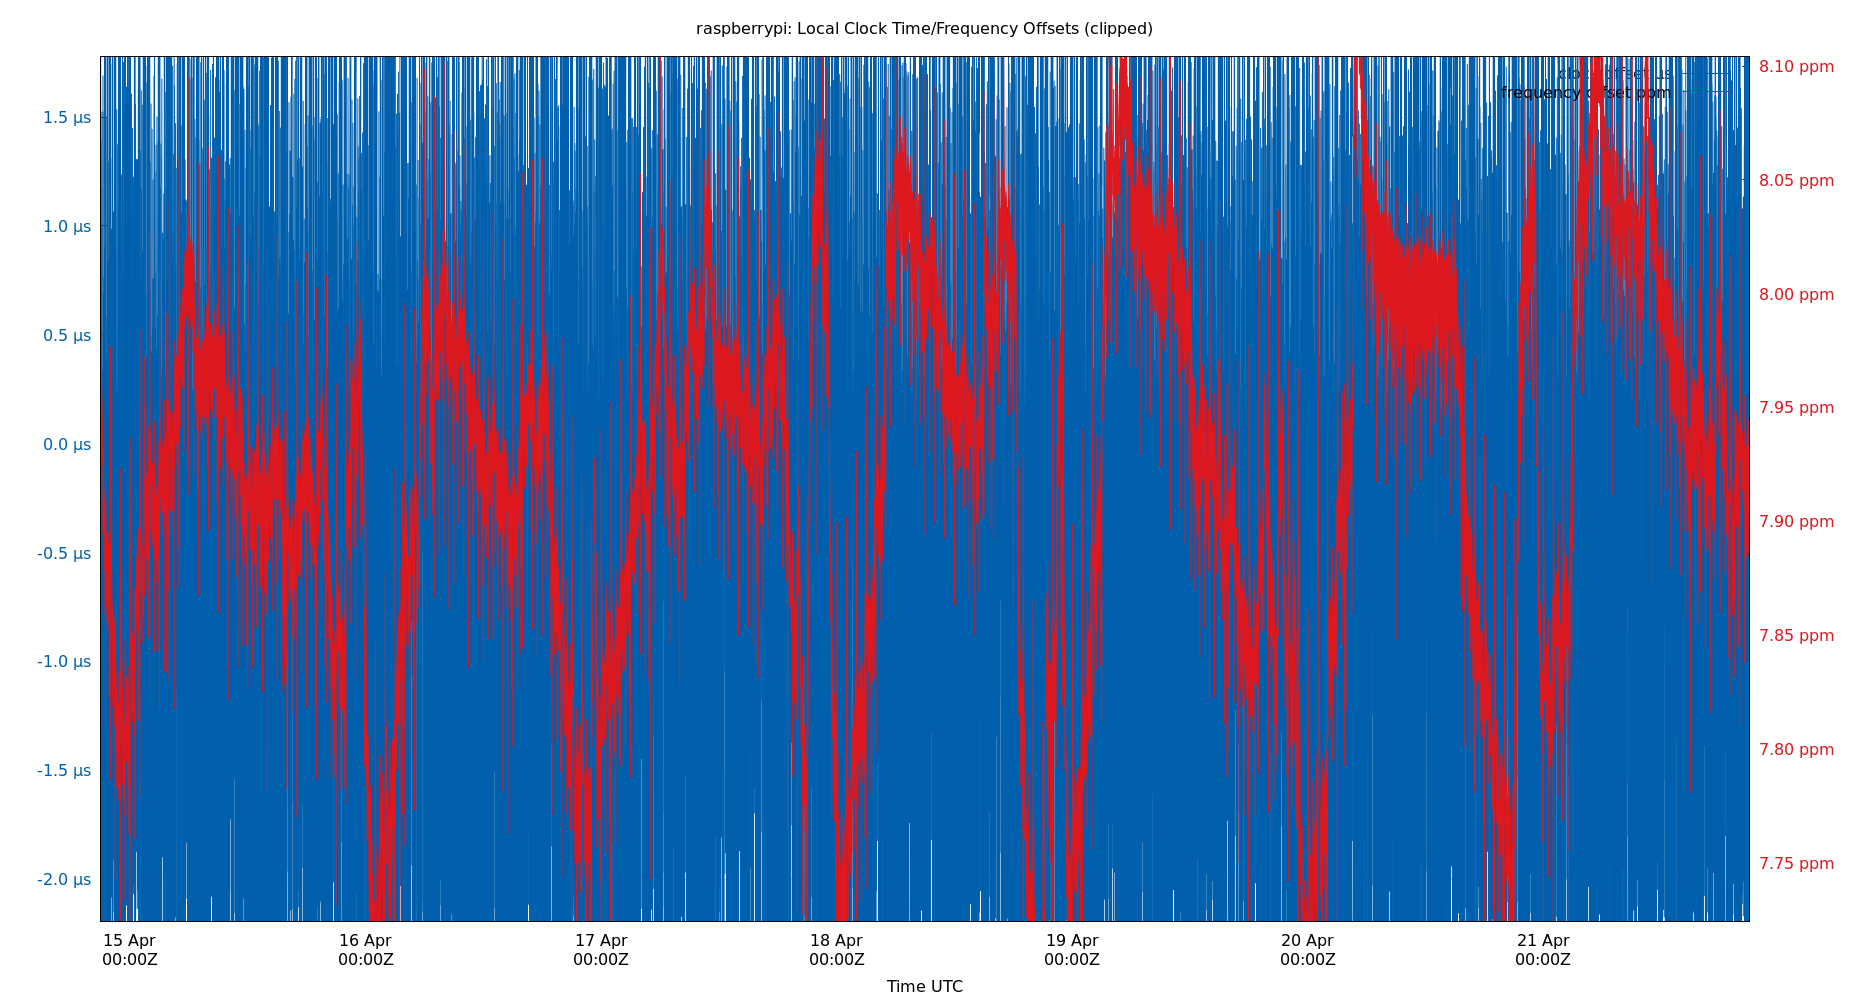 raspberrypi: Local Clock Time/Frequency Offsets (clipped)
clock offset µs
frequency offset ppm
1.5 µs
1.0 µs
0.5 µs
0.0 µs
-0.5 µs
-1.0 µs
-1.5 µs
-2.0 µs
8.10 ppm
8.05 ppm
8.00 ppm
7.95 ppm
7.90 ppm
7.85 ppm
7.80 ppm
7.75 ppm
15 Apr 16 Apr 17 Apr 18 Apr 19 Apr 20 Apr 21 Apr
00:00Z 00:00Z 00:00Z 00:00Z 00:00Z 00:00Z 00:00Z
Time UTC